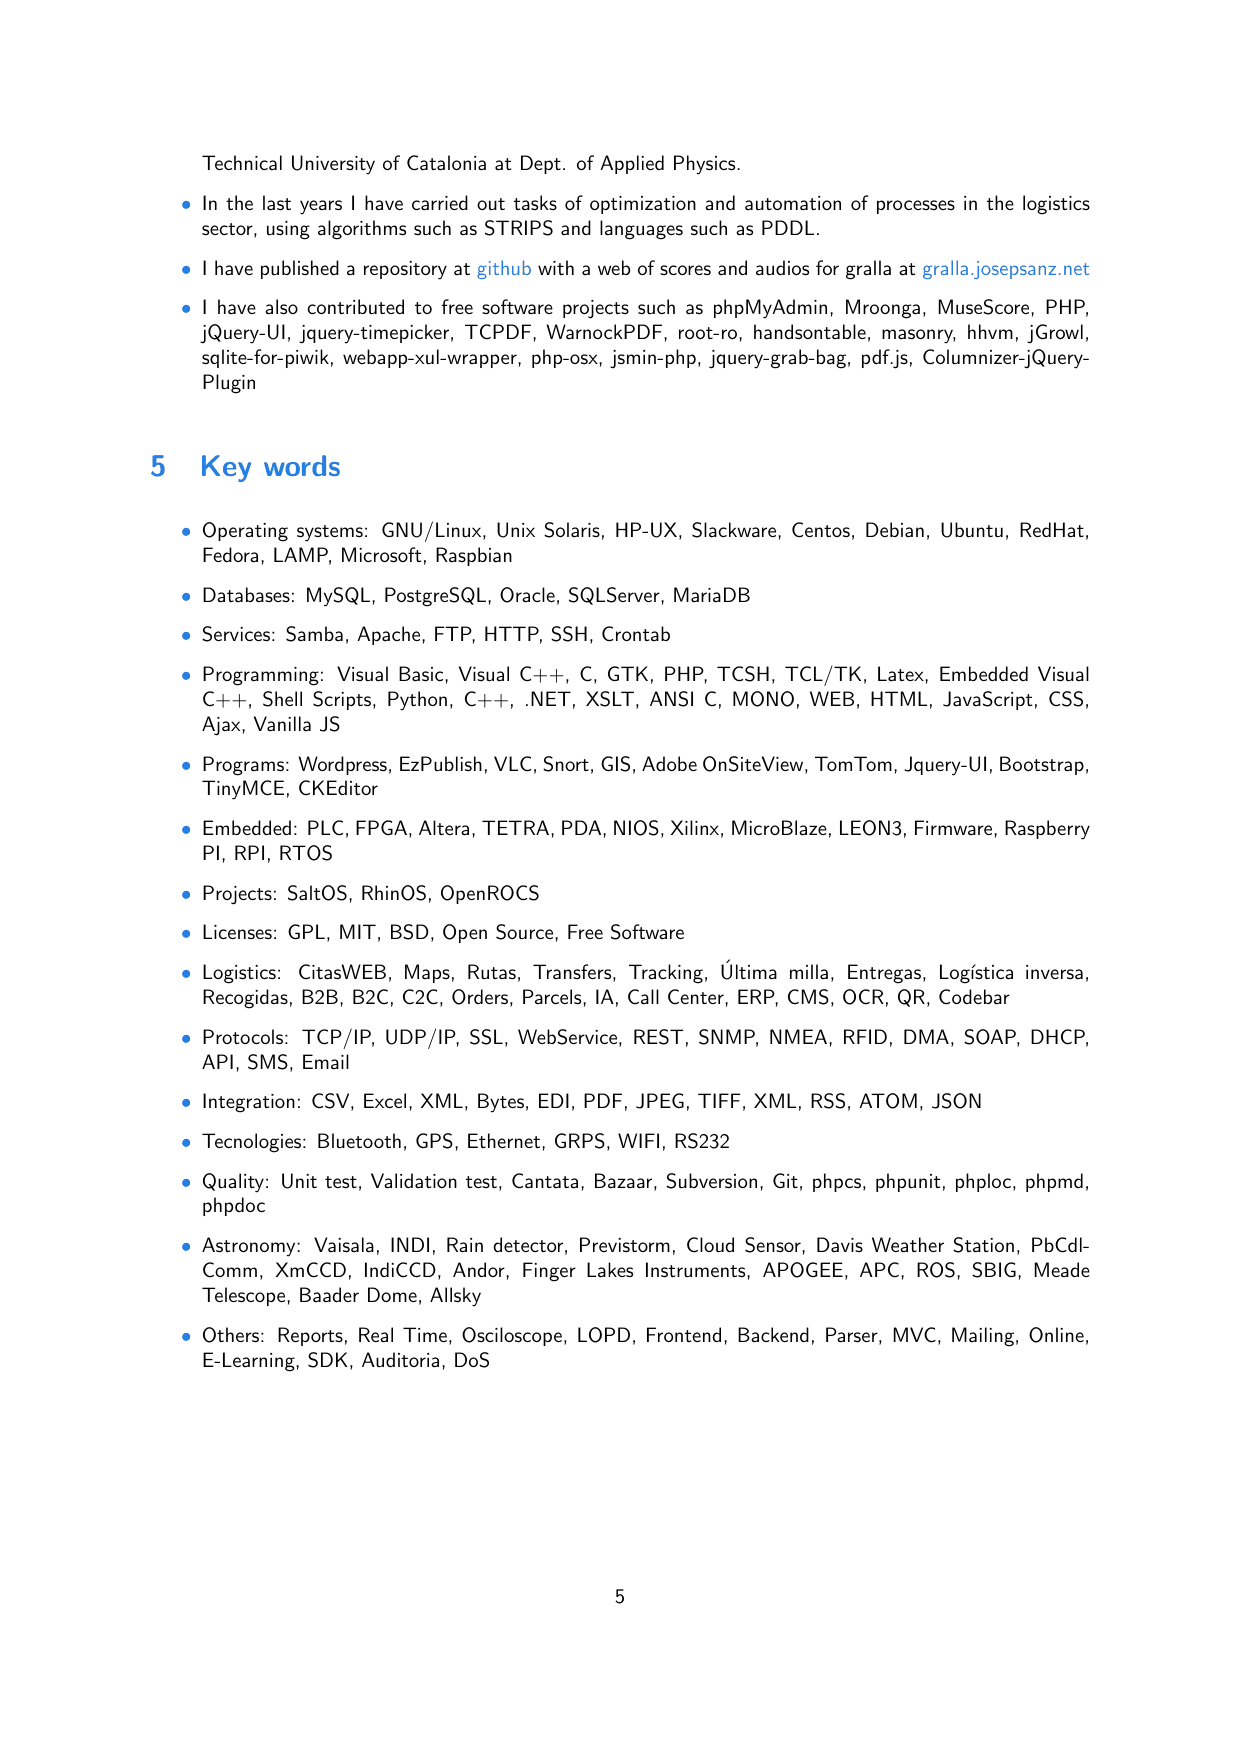 Technical University of Catalonia at Dept. of Applied Physics.
• In the last years I have carried out tasks of optimization and automation of processes in the logistics
sector, using algorithms such as STRIPS and languages such as PDDL.
• I have published a repository at github with a web of scores and audios for gralla at gralla.josepsanz.net
• I have also contributed to free software projects such as phpMyAdmin, Mroonga, MuseScore, PHP,
jQuery-UI, jquery-timepicker, TCPDF, WarnockPDF, root-ro, handsontable, masonry, hhvm, jGrowl,
sqlite-for-piwik, webapp-xul-wrapper, php-osx, jsmin-php, jquery-grab-bag, pdf.js, Columnizer-jQuery-
Plugin
5 Key words
• Operating systems: GNU/Linux, Unix Solaris, HP-UX, Slackware, Centos, Debian, Ubuntu, RedHat,
Fedora, LAMP, Microsoft, Raspbian
• Databases: MySQL, PostgreSQL, Oracle, SQLServer, MariaDB
• Services: Samba, Apache, FTP, HTTP, SSH, Crontab
• Programming: Visual Basic, Visual C++, C, GTK, PHP, TCSH, TCL/TK, Latex, Embedded Visual
C++, Shell Scripts, Python, C++, .NET, XSLT, ANSI C, MONO, WEB, HTML, JavaScript, CSS,
Ajax, Vanilla JS
• Programs: Wordpress, EzPublish, VLC, Snort, GIS, Adobe OnSiteView, TomTom, Jquery-UI, Bootstrap,
TinyMCE, CKEditor
• Embedded: PLC, FPGA, Altera, TETRA, PDA, NIOS, Xilinx, MicroBlaze, LEON3, Firmware, Raspberry
PI, RPI, RTOS
• Projects: SaltOS, RhinOS, OpenROCS
• Licenses: GPL, MIT, BSD, Open Source, Free Software
• Logistics: CitasWEB, Maps, Rutas, Transfers, Tracking, Última milla, Entregas, Logística inversa,
Recogidas, B2B, B2C, C2C, Orders, Parcels, IA, Call Center, ERP, CMS, OCR, QR, Codebar
• Protocols: TCP/IP, UDP/IP, SSL, WebService, REST, SNMP, NMEA, RFID, DMA, SOAP, DHCP,
API, SMS, Email
• Integration: CSV, Excel, XML, Bytes, EDI, PDF, JPEG, TIFF, XML, RSS, ATOM, JSON
• Tecnologies: Bluetooth, GPS, Ethernet, GRPS, WIFI, RS232
• Quality: Unit test, Validation test, Cantata, Bazaar, Subversion, Git, phpcs, phpunit, phploc, phpmd,
phpdoc
• Astronomy: Vaisala, INDI, Rain detector, Previstorm, Cloud Sensor, Davis Weather Station, PbCdl-
Comm, XmCCD, IndiCCD, Andor, Finger Lakes Instruments, APOGEE, APC, ROS, SBIG, Meade
Telescope, Baader Dome, Allsky
• Others: Reports, Real Time, Osciloscope, LOPD, Frontend, Backend, Parser, MVC, Mailing, Online,
E-Learning, SDK, Auditoria, DoS
5